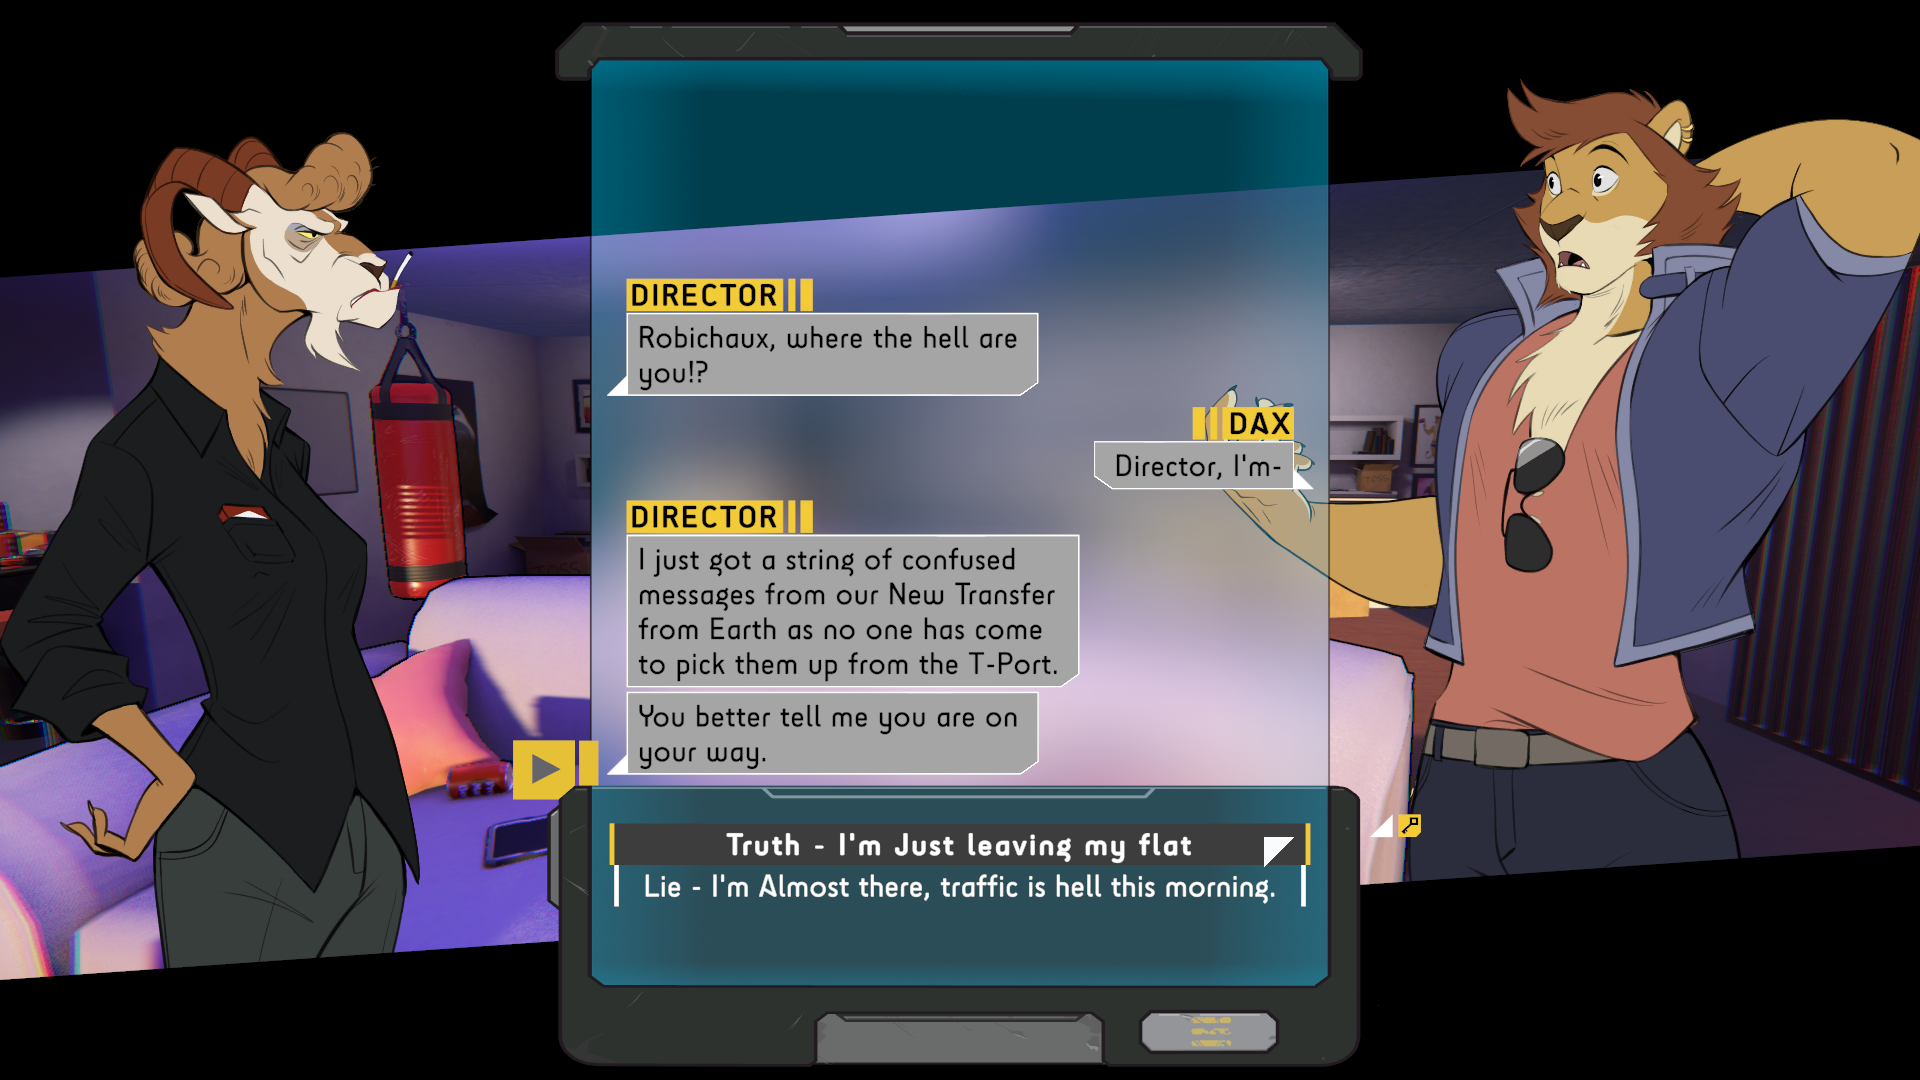 DIRECTOR
Robichaux, where the hell are
you!?
DAX
Director, I'm-
DIRECTOR
I just got a string of confused
messages from our New Transfer
from Earth as no one has come
to pick them up from the T-Port.
You better tell me you are on
your way.
Truth - I'm Just leaving my flat
Lie - I'm Almost there, traffic is hell this morning.